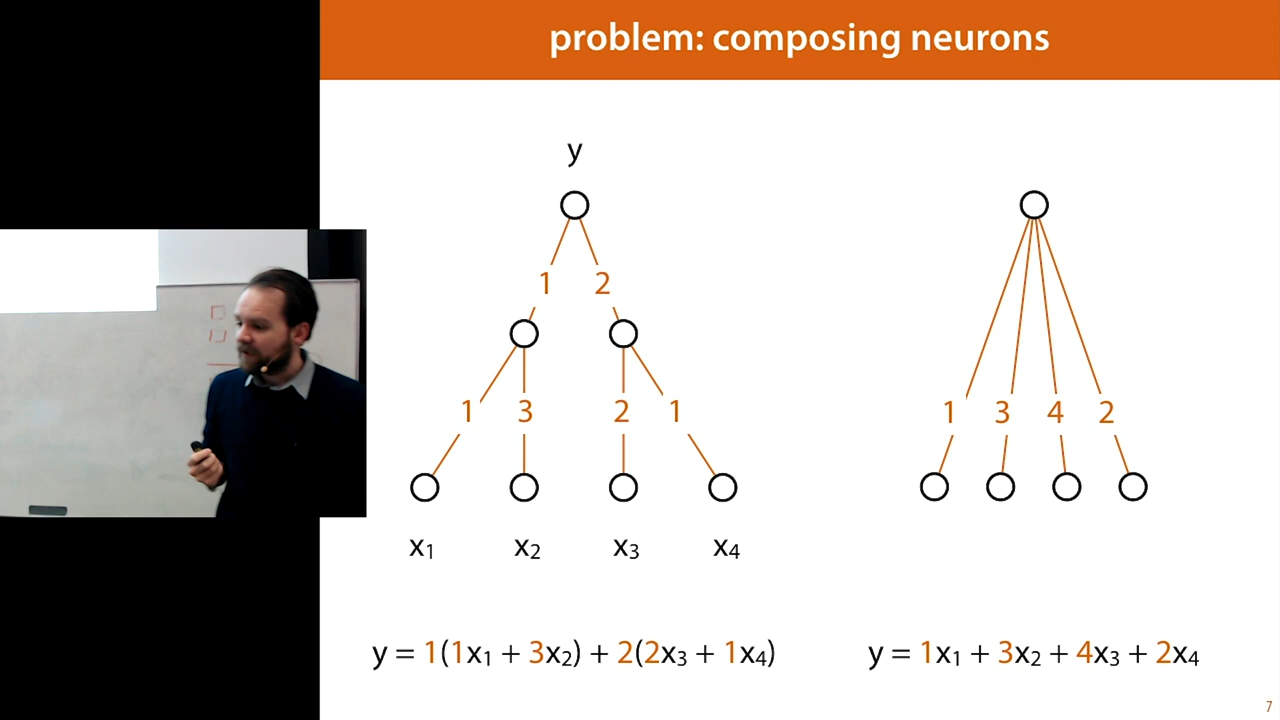 problem: composing neurons
y
1 2
1 3 2 1
x₁ x₂ x₃ x₄
y = 1(1x₁ + 3x₂) + 2(2x₃ + 1x₄)
1 3 4 2
y = 1x₁ + 3x₂ + 4x₃ + 2x₄
7